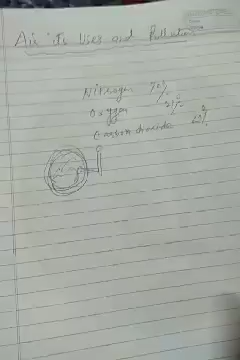 Air its Uses and Pollution
Nitrogen 78%
Oxygen 21%
Carbon dioxide